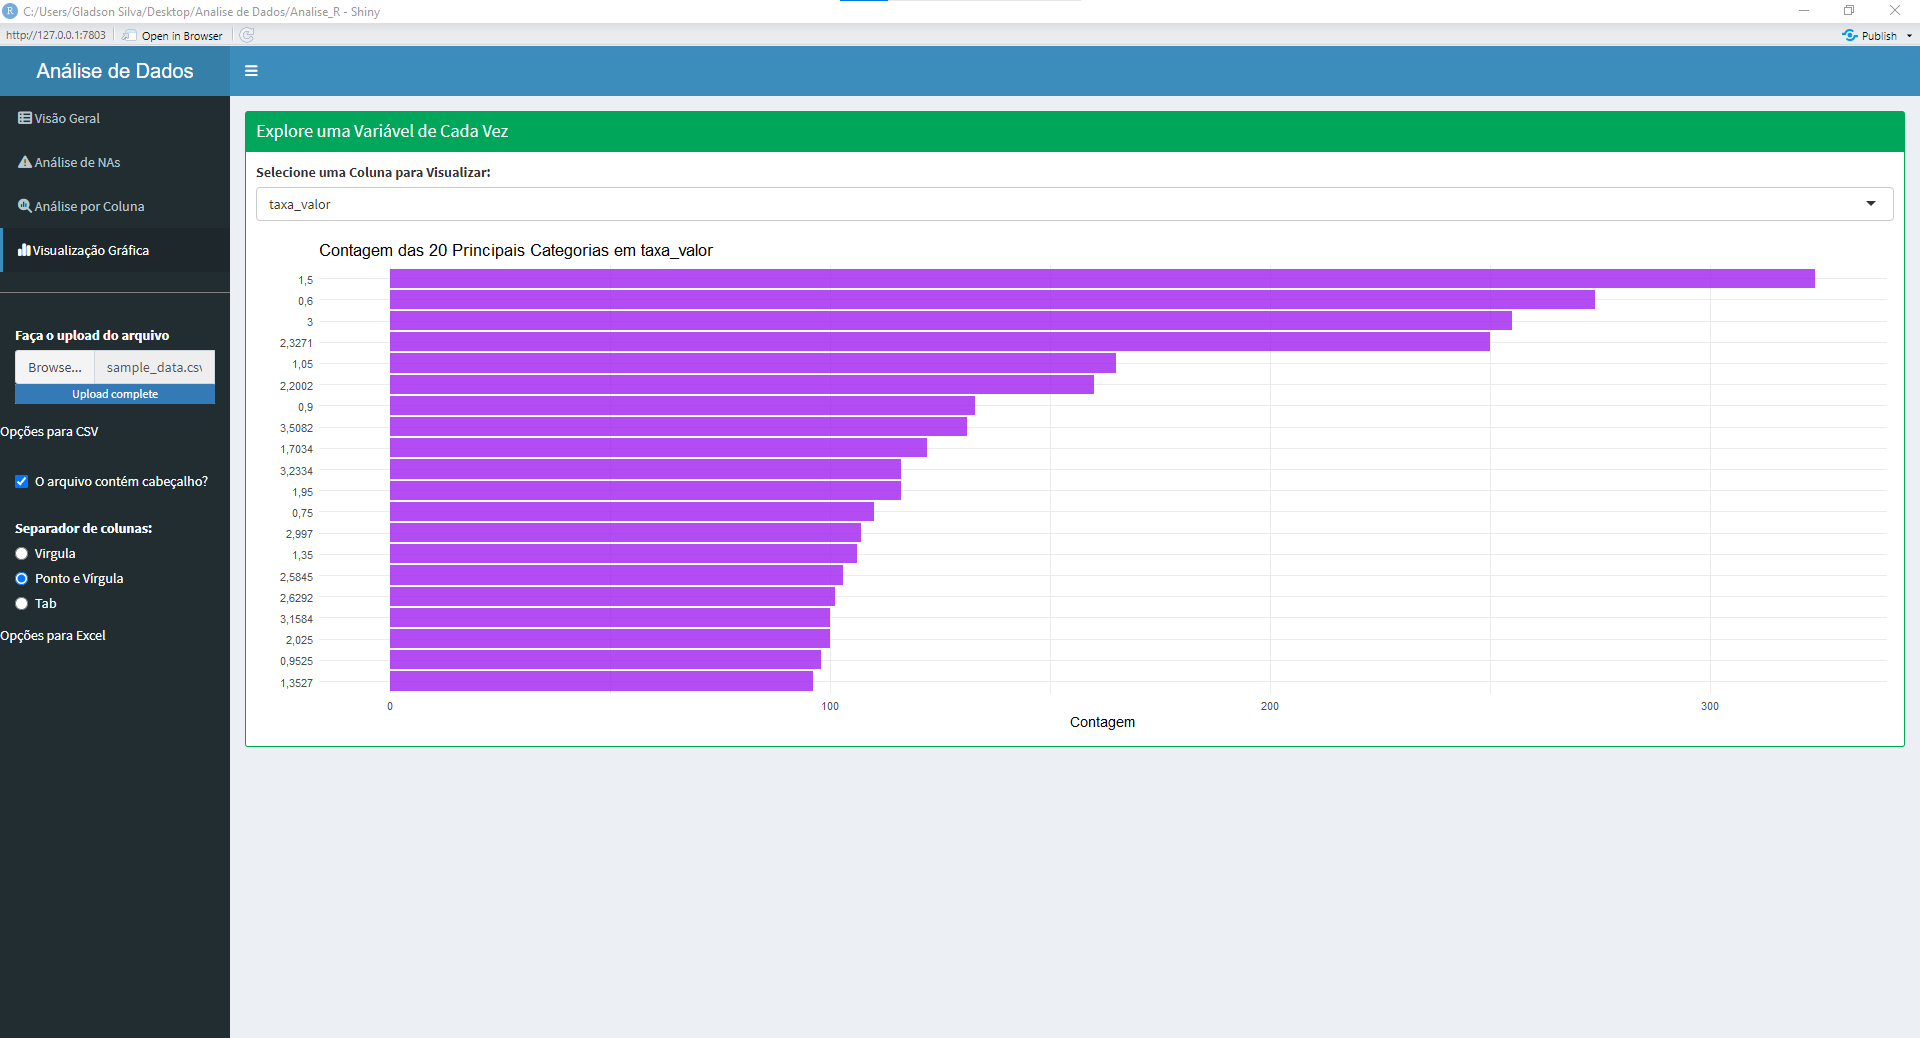 C:/Users/Gladson Silva/Desktop/Analise de Dados/Analise_R - Shiny
http://127.0.0.1:7803 Open in Browser Publish
Análise de Dados
Visão Geral
Análise de NAs
Análise por Coluna
Visualização Gráfica
Faça o upload do arquivo
Browse... sample_data.csv
Upload complete
Opções para CSV
O arquivo contém cabeçalho?
Separador de colunas:
Virgula
Ponto e Vírgula
Tab
Opções para Excel
Explore uma Variável de Cada Vez
Selecione uma Coluna para Visualizar:
taxa_valor
Contagem das 20 Principais Categorias em taxa_valor
1,5
0,6
3
2,3271
1,05
2,2002
0,9
3,5082
1,7034
3,2334
1,95
0,75
2,997
1,35
2,5845
2,6292
3,1584
2,025
0,9525
1,3527
0 100 200 300
Contagem